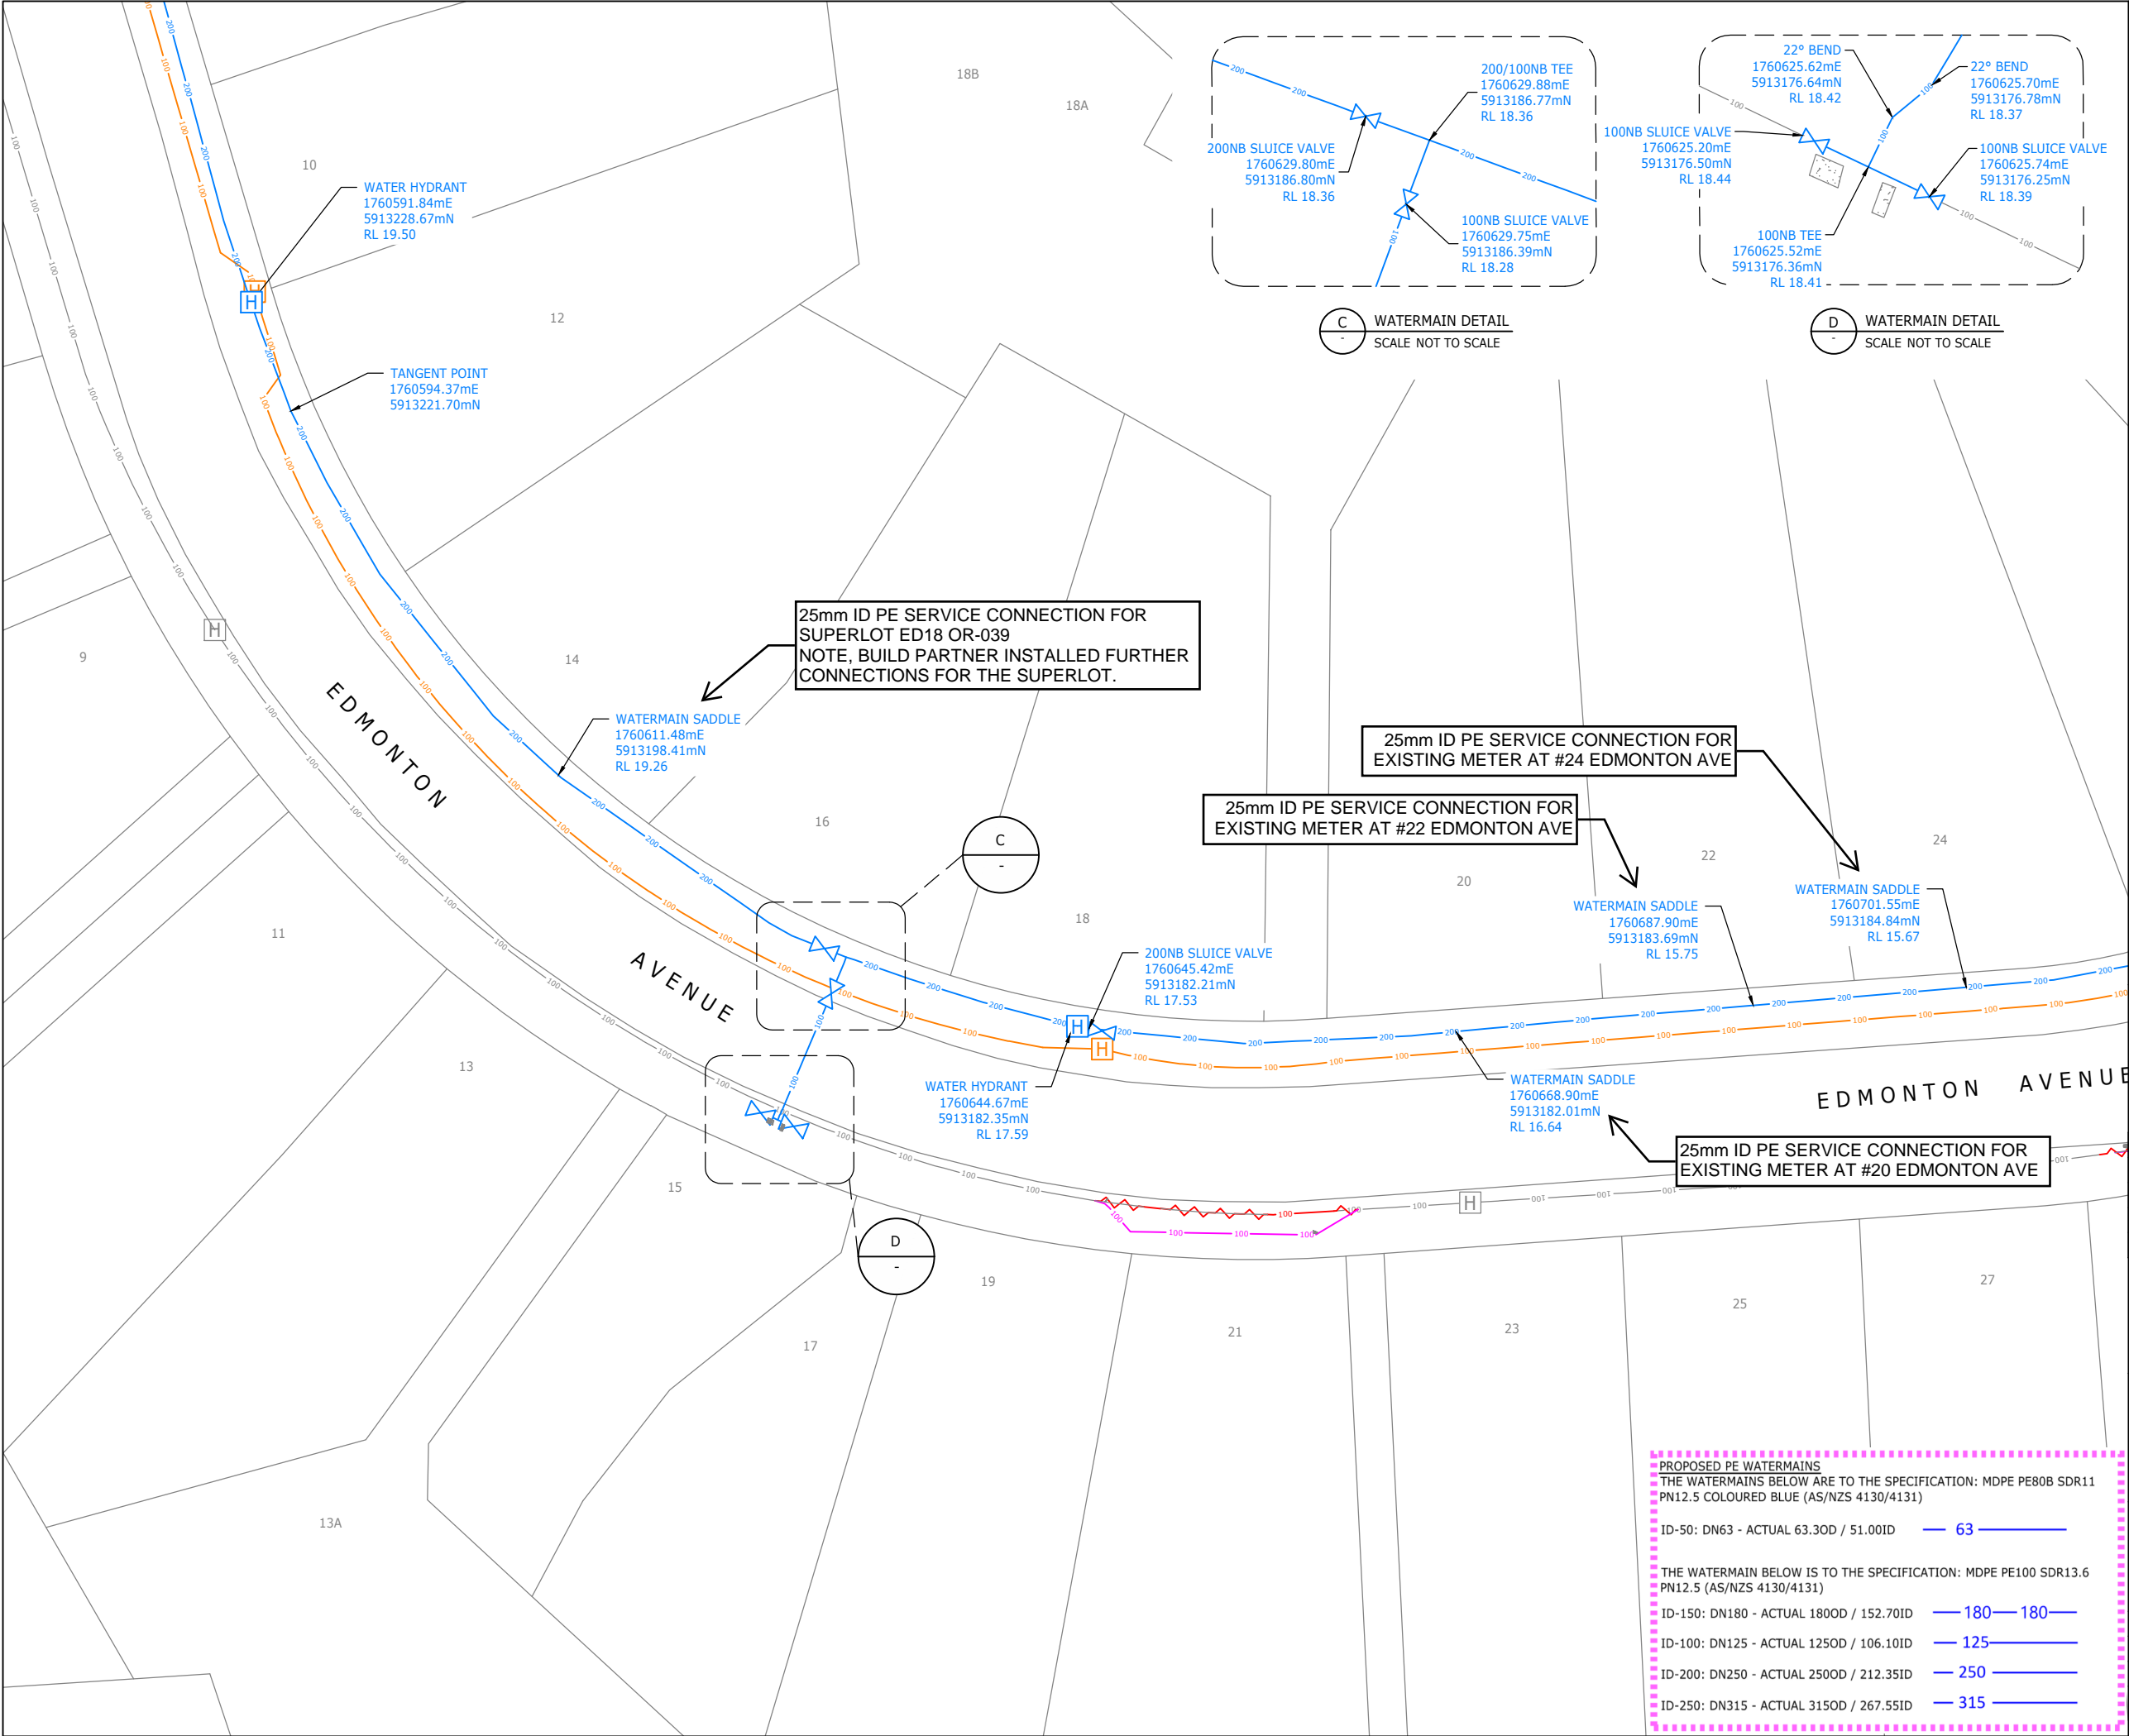 18B
18A
10
WATER HYDRANT
1760591.84mE
5913228.67mN
RL 19.50
12
TANGENT POINT
1760594.37mE
5913221.70mN
200/100NB TEE
1760629.88mE
5913186.77mN
RL 18.36
200NB SLUICE VALVE
1760629.80mE
5913186.80mN
RL 18.36
100NB SLUICE VALVE
1760629.75mE
5913186.39mN
RL 18.28
200
200
200
200
100
C
-
WATERMAIN DETAIL
SCALE NOT TO SCALE
22° BEND
1760625.62mE
5913176.64mN
RL 18.42
22° BEND
1760625.70mE
5913176.78mN
RL 18.37
100NB SLUICE VALVE
1760625.20mE
5913176.50mN
RL 18.44
100NB SLUICE VALVE
1760625.74mE
5913176.25mN
RL 18.39
100NB TEE
1760625.52mE
5913176.36mN
RL 18.41
100
100
100
100
100
D
-
WATERMAIN DETAIL
SCALE NOT TO SCALE
H
H
H
9
14
25mm ID PE SERVICE CONNECTION FOR
SUPERLOT ED18 OR-039
NOTE, BUILD PARTNER INSTALLED FURTHER
CONNECTIONS FOR THE SUPERLOT.
WATERMAIN SADDLE
1760611.48mE
5913198.41mN
RL 19.26
EDMONTON
AVENUE
16
C
-
18
25mm ID PE SERVICE CONNECTION FOR
EXISTING METER AT #24 EDMONTON AVE
25mm ID PE SERVICE CONNECTION FOR
EXISTING METER AT #22 EDMONTON AVE
20
22
24
WATERMAIN SADDLE
1760687.90mE
5913183.69mN
RL 15.75
WATERMAIN SADDLE
1760701.55mE
5913184.84mN
RL 15.67
200NB SLUICE VALVE
1760645.42mE
5913182.21mN
RL 17.53
H
H
WATER HYDRANT
1760644.67mE
5913182.35mN
RL 17.59
WATERMAIN SADDLE
1760668.90mE
5913182.01mN
RL 16.64
EDMONTON AVENUE
25mm ID PE SERVICE CONNECTION FOR
EXISTING METER AT #20 EDMONTON AVE
H
11
13
15
D
-
17
19
21
23
25
27
13A
PROPOSED PE WATERMAINS
THE WATERMAINS BELOW ARE TO THE SPECIFICATION: MDPE PE80B SDR11
PN12.5 COLOURED BLUE (AS/NZS 4130/4131)
ID-50: DN63 - ACTUAL 63.3OD / 51.00ID 63
THE WATERMAIN BELOW IS TO THE SPECIFICATION: MDPE PE100 SDR13.6
PN12.5 (AS/NZS 4130/4131)
ID-150: DN180 - ACTUAL 180OD / 152.70ID 180 180
ID-100: DN125 - ACTUAL 125OD / 106.10ID 125
ID-200: DN250 - ACTUAL 250OD / 212.35ID 250
ID-250: DN315 - ACTUAL 315OD / 267.55ID 315